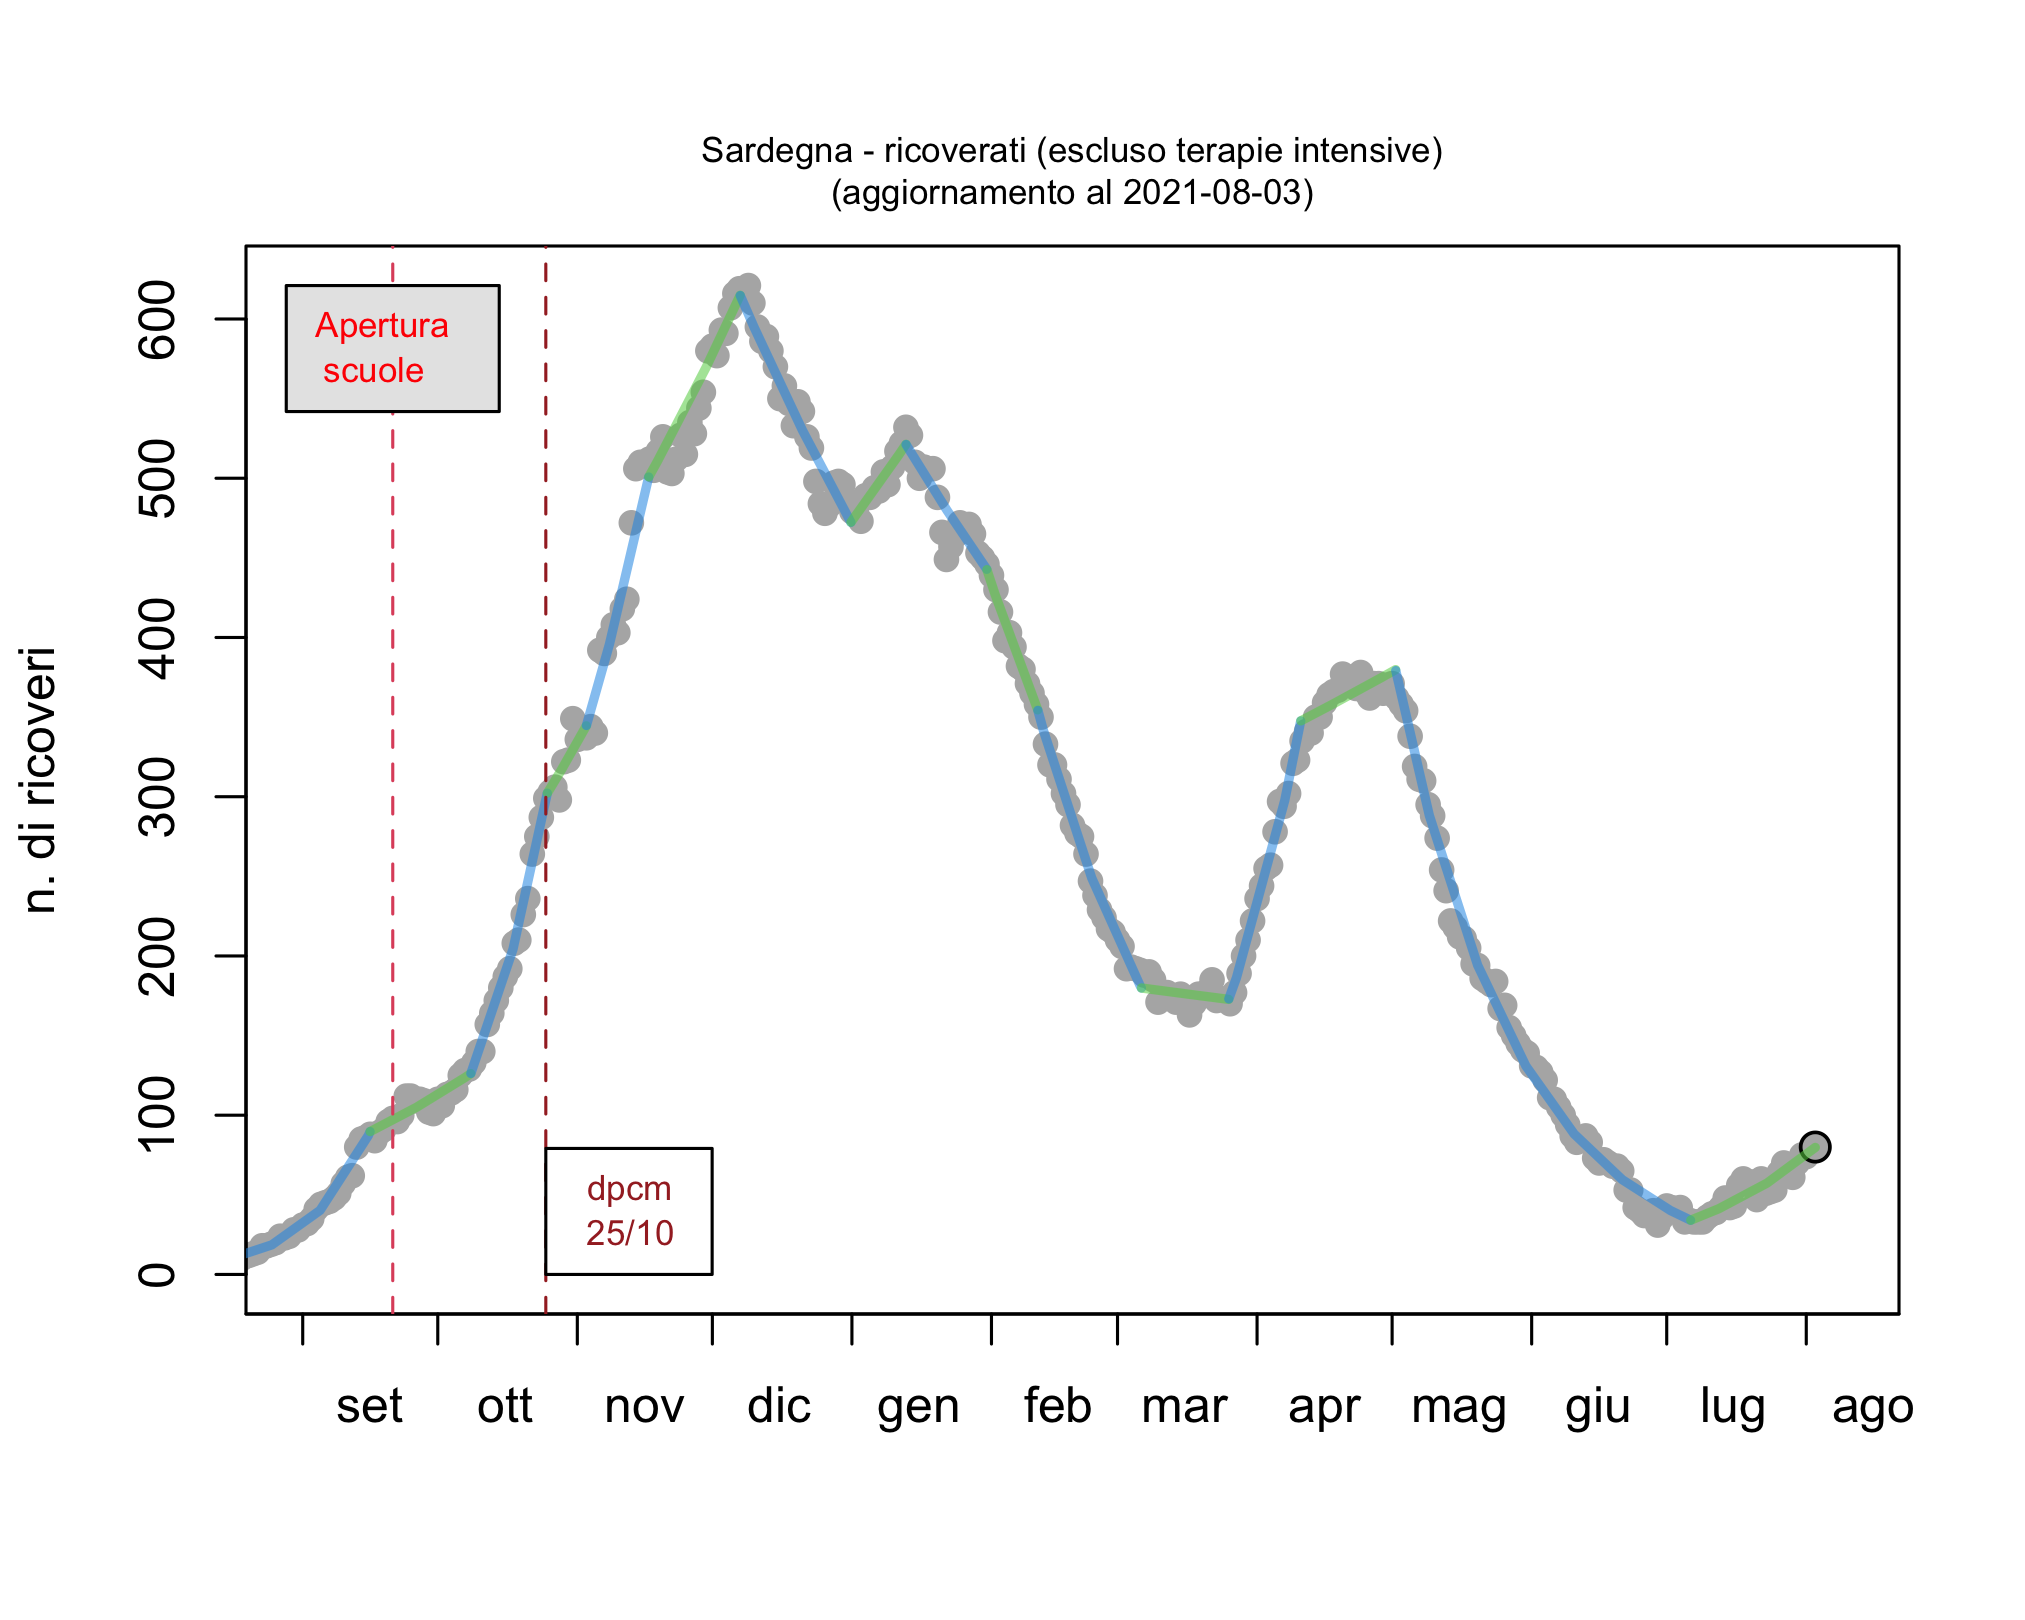 Sardegna - ricoverati (escluso terapie intensive)
(aggiornamento al 2021-08-03)
n. di ricoveri
600
500
400
300
200
100
0
Apertura
scuole
dpcm
25/10
set ott nov dic gen feb mar apr mag giu lug ago